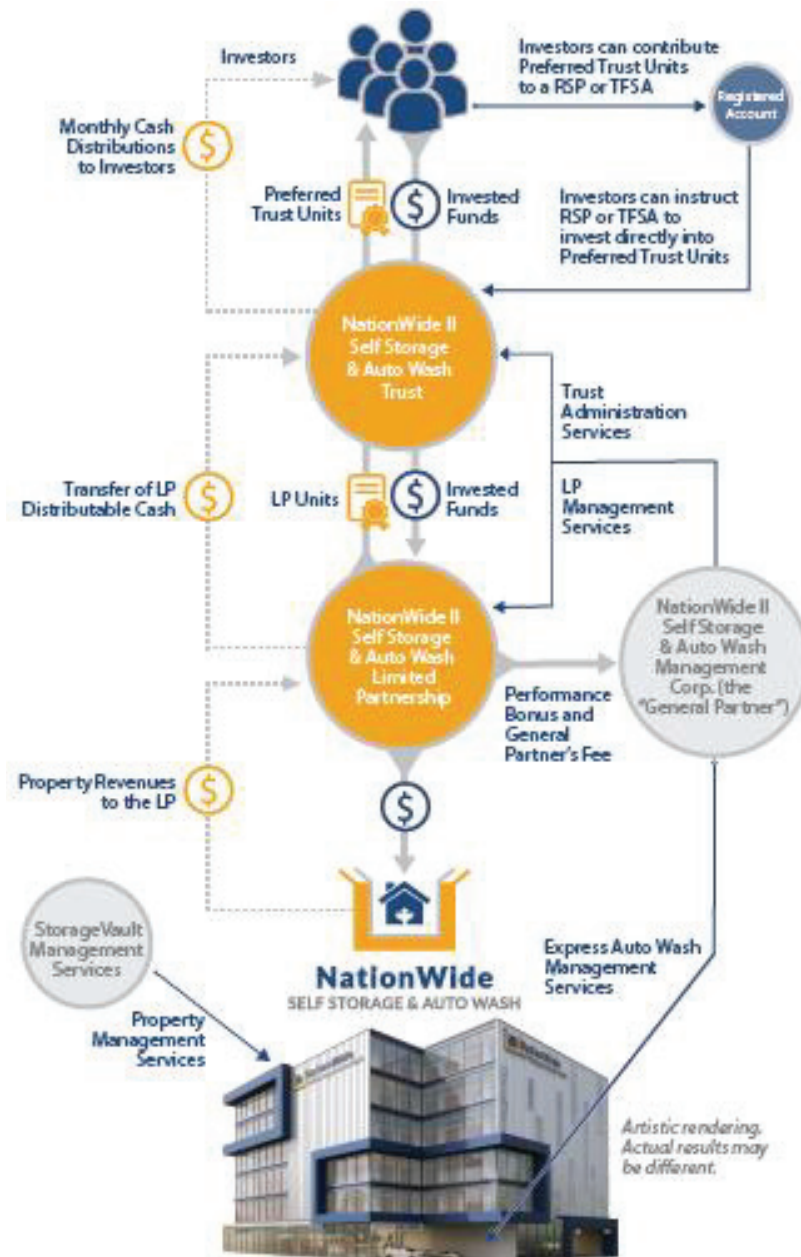 Investors
Investors can contribute
Preferred Trust Units
to a RSP or TFSA
Registered
Account
Monthly Cash
Distributions
to Investors
Preferred
Trust Units
Invested
Funds
Investors can instruct
RSP or TFSA to
invest directly into
Preferred Trust Units
NationWide II
Self Storage
& Auto Wash
Trust
Trust
Administration
Services
Transfer of LP
Distributable Cash
LP Units
Invested
Funds
LP
Management
Services
NationWide II
Self Storage
& Auto Wash
Limited
Partnership
NationWide II
Self Storage
& Auto Wash
Management
Corp. (the
"General Partner")
Performance
Bonus and
General
Partner's Fee
Property Revenues
to the LP
StorageVault
Management
Services
NationWide
SELF STORAGE & AUTO WASH
Express Auto Wash
Management
Services
Property
Management
Services
Artistic rendering.
Actual results may
be different.